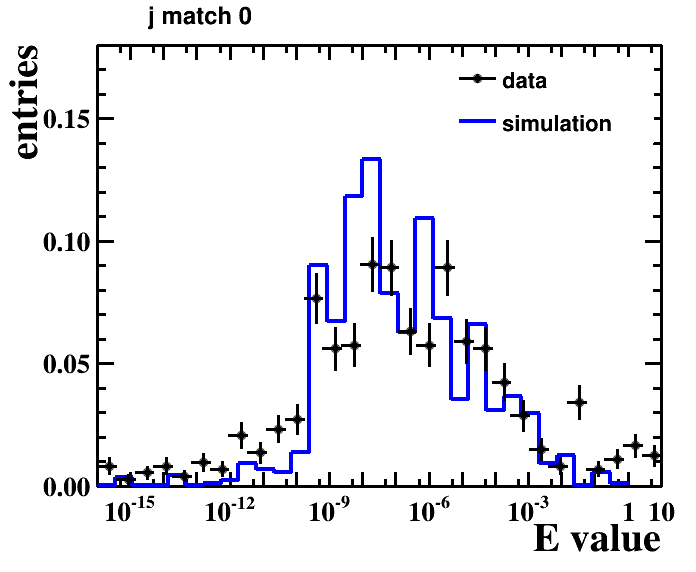 j match 0
entries
data
simulation
0.15
0.10
0.05
0.00
10^-15 10^-12 10^-9 10^-6 10^-3 1 10
E value